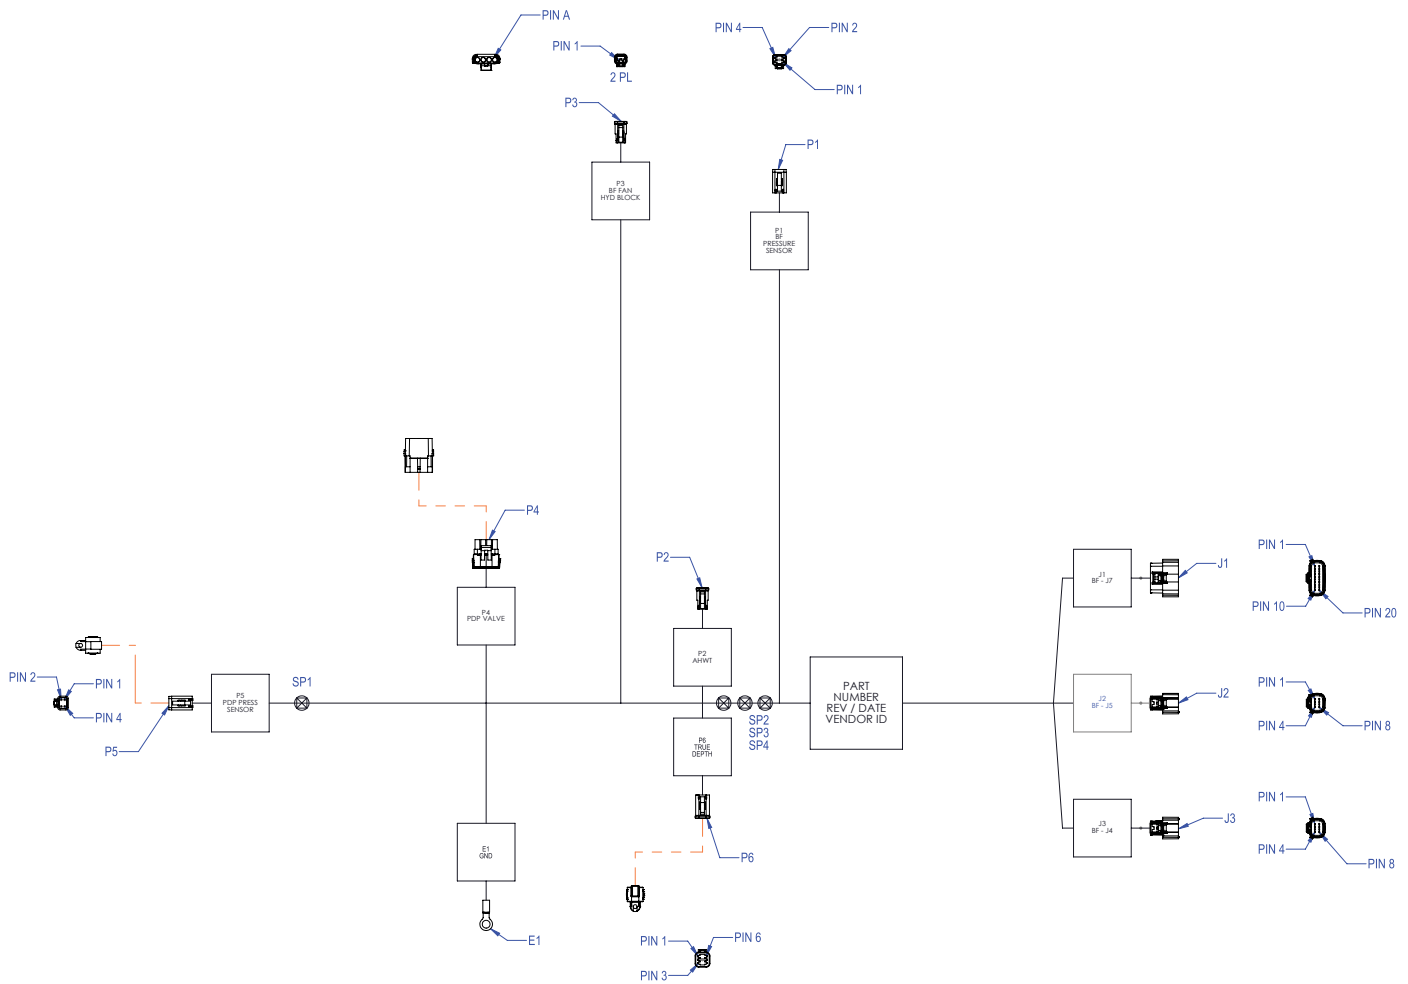 PIN A
PIN 1
2 PL
PIN 4
PIN 2
PIN 1
P3
P3
BF FAN
HYD BLOCK
P1
P1
BF
PRESSURE
SENSOR
P4
P4
PDP VALVE
P2
P2
AHWT
PIN 2
PIN 1
PIN 4
P5
P5
PDP PRESS
SENSOR
SP1
SP2
SP3
SP4
P6
TRUE
DEPTH
P6
PART
NUMBER
REV / DATE
VENDOR ID
J1
BF - J7
J1
PIN 1
PIN 10
PIN 20
J2
BF - J5
J2
PIN 1
PIN 4
PIN 8
J3
BF - J4
J3
PIN 1
PIN 4
PIN 8
E1
GND
E1
PIN 1
PIN 6
PIN 3